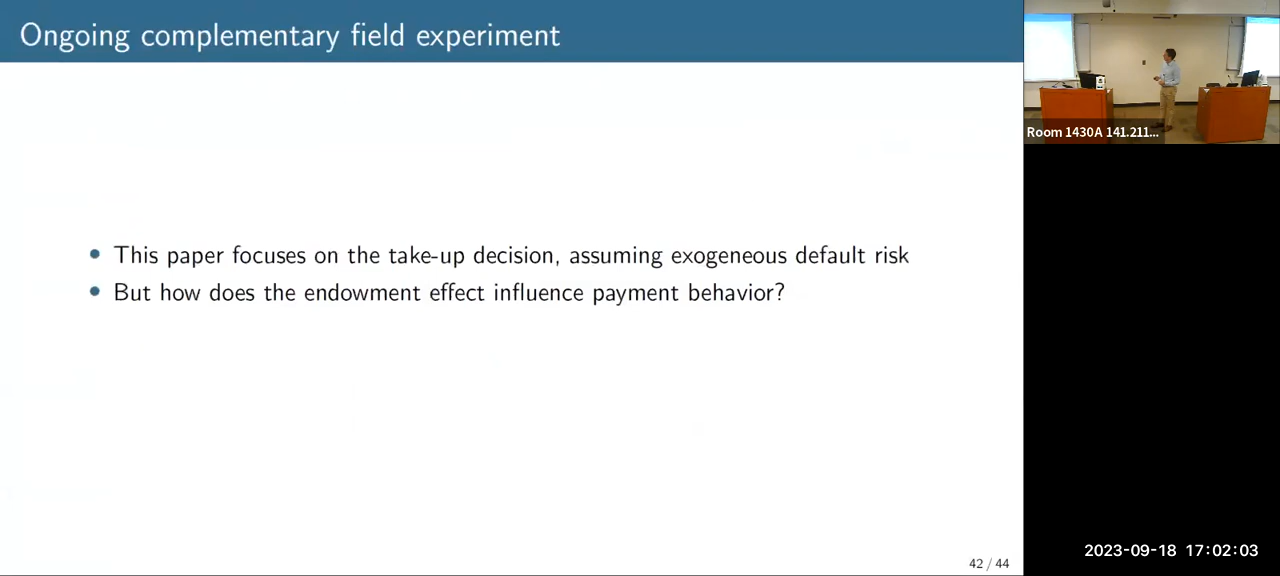 Ongoing complementary field experiment
This paper focuses on the take-up decision, assuming exogeneous default risk
But how does the endowment effect influence payment behavior?
42 / 44
Room 1430A 141.211...
2023-09-18 17:02:03